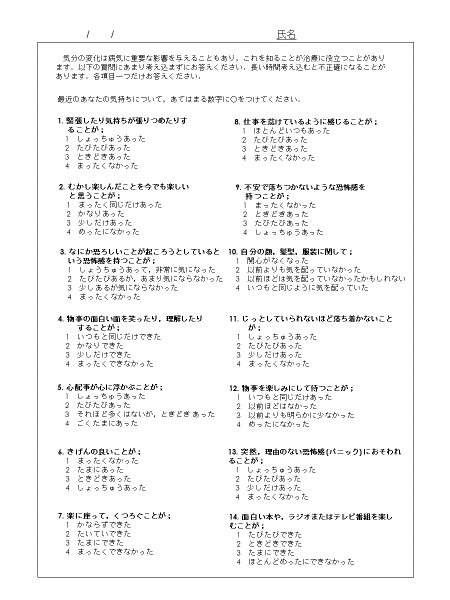 / /
氏名
気分の変化は病気に重要な影響を与えることもあり，これを知ることが治療に役立つことがあり
ます．以下の質問にあまり考え込まずにお答えください．長い時間考え込むと不正確になることが
あります．各項目一つだけお答えください．
最近のあなたの気持ちについて，あてはまる数字に○をつけてください．
1. 緊張したり気持ちが張りつめたりす
ることが；
1 しょっちゅうあった
2 たびたびあった
3 ときどきあった
4 まったくなかった
2. むかし楽しんだことを今でも楽しい
と思うことが；
1 まったく同じだけあった
2 かなりあった
3 少しだけあった
4 めったになかった
3. なにか恐ろしいことが起ころうとしていると
いう恐怖感を持つことが；
1 しょうちゅうあって，非常に気になった
2 たびたびあるが，あまり気にならなかった
3 少しあるが気にならなかった
4 まったくなかった
4. 物事の面白い面を笑ったり，理解したり
することが；
1 いつもと同じだけできた
2 かなりできた
3 少しだけできた
4 まったくできなかった
5. 心配事が心に浮かぶことが；
1 しょっちゅうあった
2 たびたびあった
3 それほど多くはないが，ときどきあった
4 ごくたまにあった
6. きげんの良いことが；
1 まったくなかった
2 たまにあった
3 ときどきあった
4 しょっちゅうあった
7. 楽に座って，くつろぐことが；
1 かならずできた
2 たいていできた
3 たまにできた
4 まったくできなかった
8. 仕事を怠けているように感じることが；
1 ほとんどいつもあった
2 たびたびあった
3 ときどきあった
4 まったくなかった
9. 不安で落ちつかないような恐怖感を
持つことが；
1 まったくなかった
2 ときどきあった
3 たびたびあった
4 しょっちゅうあった
10. 自分の顔，髪型，服装に関して；
1 関心がなくなった
2 以前よりも気を配っていなかった
3 以前ほどは気を配っていなかったかもしれない
4 いつもと同じように気を配っていた
11. じっとしていられないほど落ち着かないこと
が；
1 しょっちゅうあった
2 たびたびあった
3 少しだけあった
4 まったくなかった
12. 物事を楽しみにして待つことが；
1 いつもと同じだけあった
2 以前ほどはなかった
3 以前よりも明らかに少なかった
4 めったになかった
13. 突然，理由のない恐怖感(パニック)におそわれ
ることが；
1 しょっちゅうあった
2 たびたびあった
3 少しだけあった
4 まったくなかった
14. 面白い本や，ラジオまたはテレビ番組を楽し
むことが；
1 たびたびできた
2 ときどきできた
3 たまにできた
4 ほとんどめったにできなかった